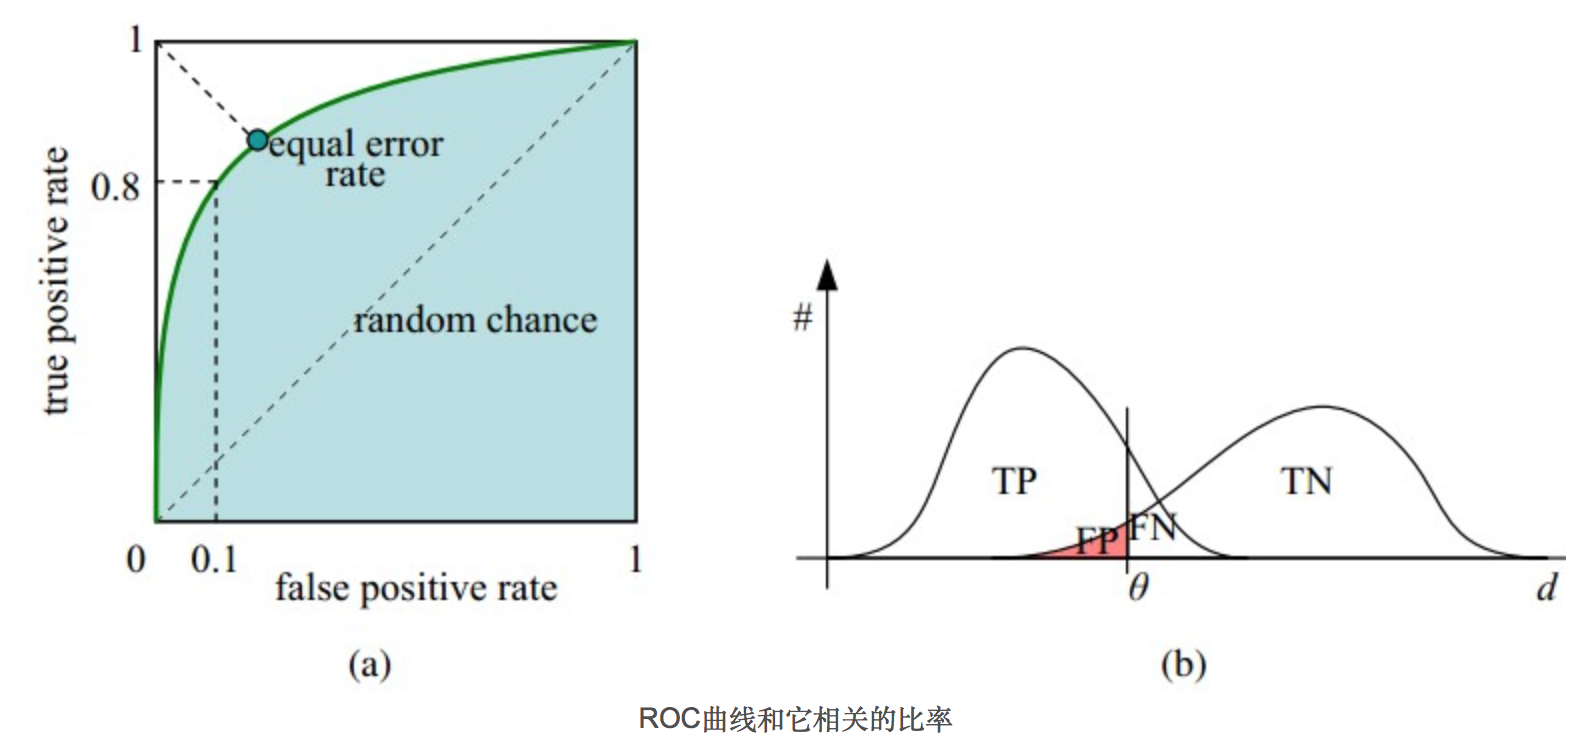 1
true positive rate
0.8
equal error
rate
random chance
0
0.1
1
false positive rate
(a)
#
TP
TN
FP
FN
θ
d
(b)
ROC曲线和它相关的比率